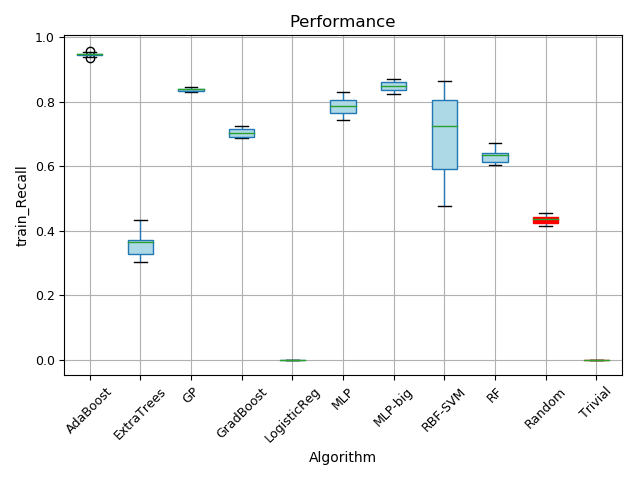 Performance
train_Recall
1.0
0.8
0.6
0.4
0.2
0.0
AdaBoost
ExtraTrees
GP
GradBoost
LogisticReg
MLP
MLP-big
RBF-SVM
RF
Random
Trivial
Algorithm